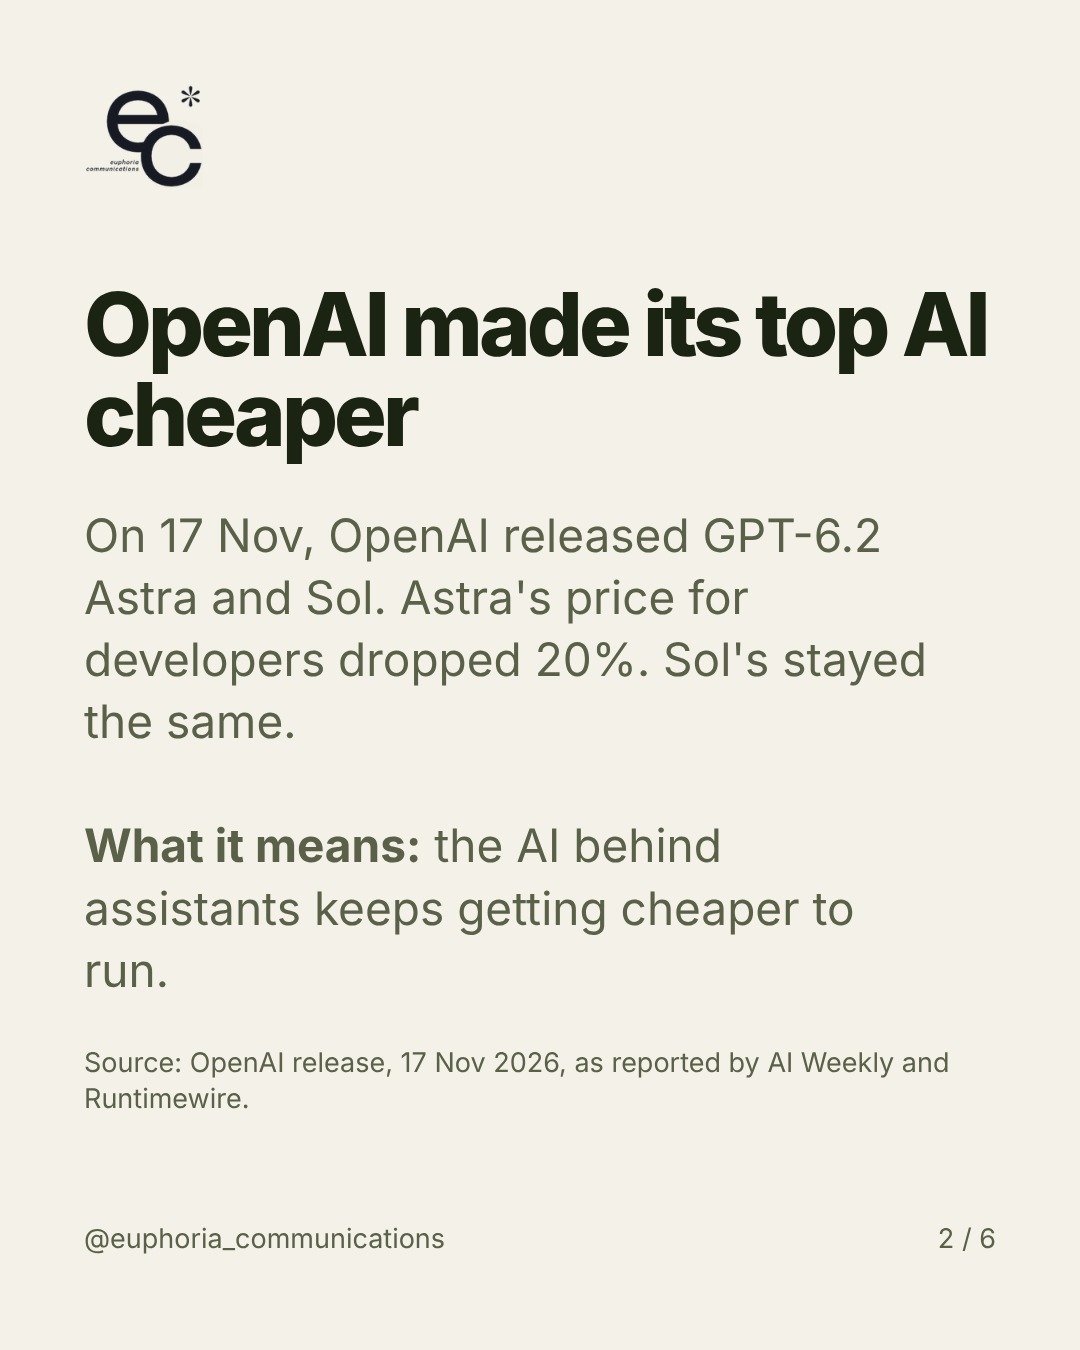 ec*
euphoria
communications
OpenAI made its top AI
cheaper
On 17 Nov, OpenAI released GPT-6.2
Astra and Sol. Astra's price for
developers dropped 20%. Sol's stayed
the same.
What it means: the AI behind
assistants keeps getting cheaper to
run.
Source: OpenAI release, 17 Nov 2026, as reported by AI Weekly and
Runtimewire.
@euphoria_communications
2 / 6